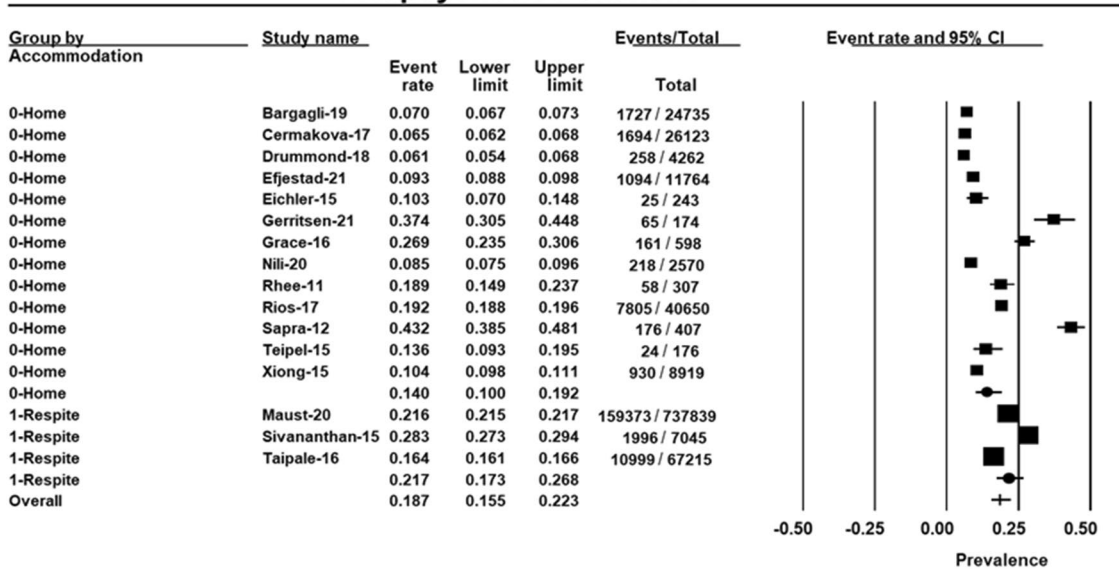 Group by Study name Events/Total Event rate and 95% CI
Accommodation
Event Lower Upper
rate limit limit Total
0-Home Bargagli-19 0.070 0.067 0.073 1727 / 24735
0-Home Cermakova-17 0.065 0.062 0.068 1694 / 26123
0-Home Drummond-18 0.061 0.054 0.068 258 / 4262
0-Home Efjestad-21 0.093 0.088 0.098 1094 / 11764
0-Home Eichler-15 0.103 0.070 0.148 25 / 243
0-Home Gerritsen-21 0.374 0.305 0.448 65 / 174
0-Home Grace-16 0.269 0.235 0.306 161 / 598
0-Home Nili-20 0.085 0.075 0.096 218 / 2570
0-Home Rhee-11 0.189 0.149 0.237 58 / 307
0-Home Rios-17 0.192 0.188 0.196 7805 / 40650
0-Home Sapra-12 0.432 0.385 0.481 176 / 407
0-Home Teipel-15 0.136 0.093 0.195 24 / 176
0-Home Xiong-15 0.104 0.098 0.111 930 / 8919
0-Home 0.140 0.100 0.192
1-Respite Maust-20 0.216 0.215 0.217 159373 / 737839
1-Respite Sivananthan-15 0.283 0.273 0.294 1996 / 7045
1-Respite Taipale-16 0.164 0.161 0.166 10999 / 67215
1-Respite 0.217 0.173 0.268
Overall 0.187 0.155 0.223
-0.50 -0.25 0.00 0.25 0.50
Prevalence